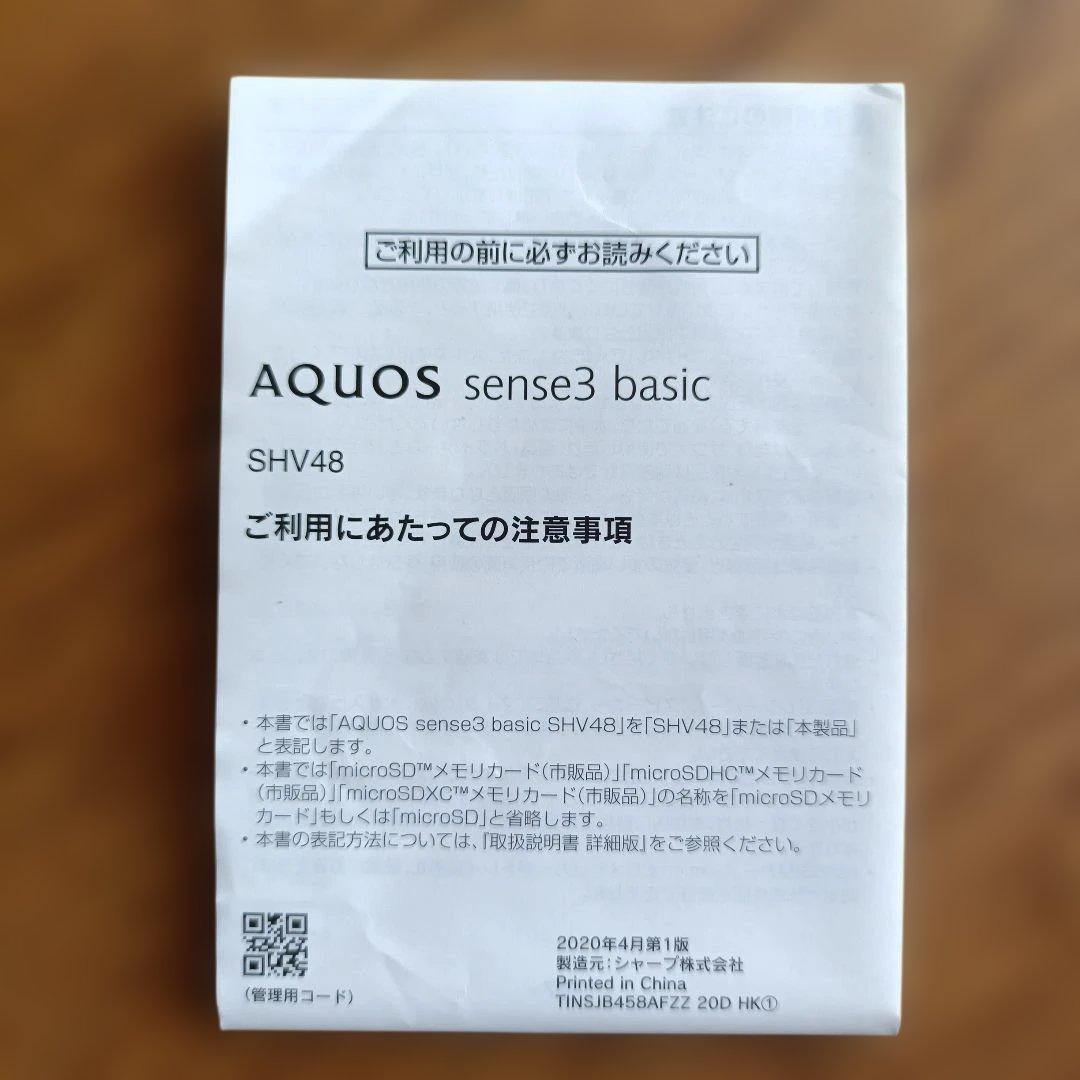 ご利用の前に必ずお読みください
AQUOS sense3 basic
SHV48
ご利用にあたっての注意事項
・本書では「AQUOS sense3 basic SHV48」を「SHV48」または「本製品」
と表記します。
・本書では「microSD™メモリカード（市販品）」「microSDHC™メモリカード
（市販品）」「microSDXC™メモリカード（市販品）」の名称を「microSDメモリ
カード」もしくは「microSD」と省略します。
・本書の表記方法については、『取扱説明書 詳細版』をご参照ください。
（管理用コード）
2020年4月第1版
製造元：シャープ株式会社
Printed in China
TINSJB458AFZZ 20D HK①